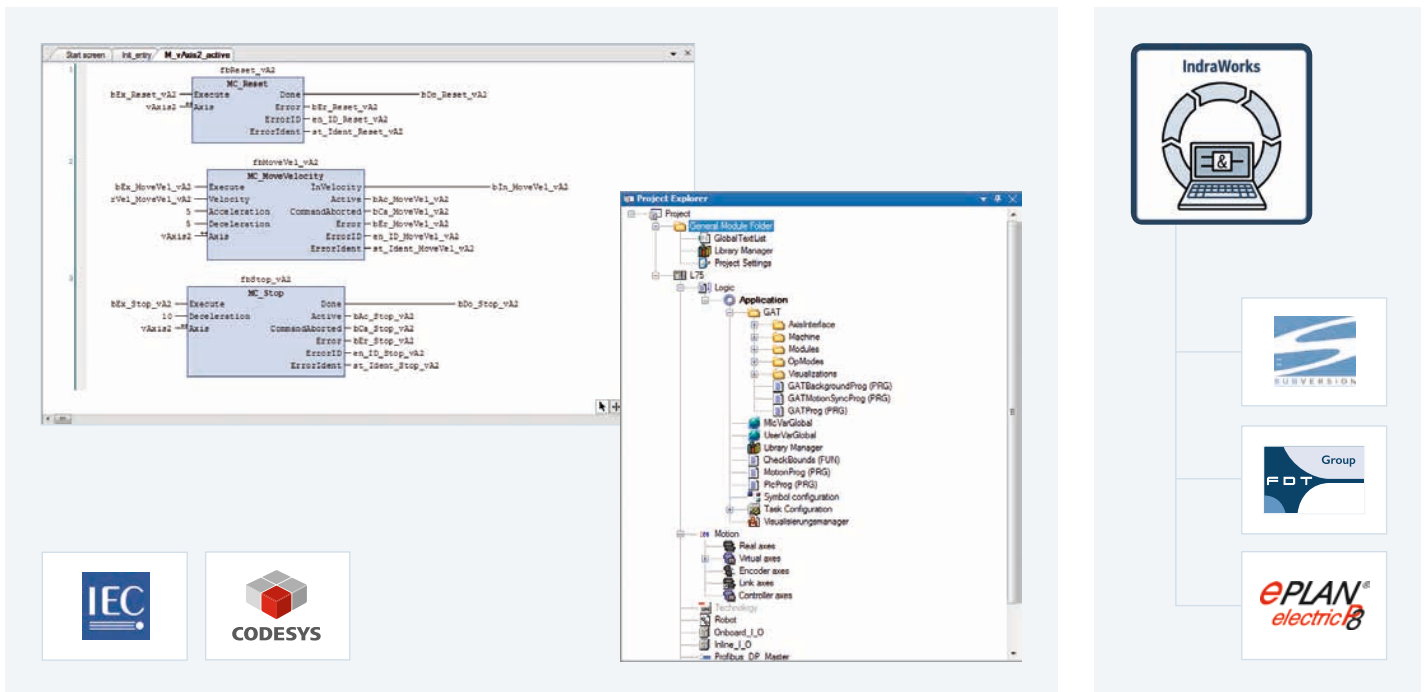 Start screen
Init_entry
M_vAxis2_active
1
fbReset_vA2
MC_Reset
bEx_Reset_vA2 Execute Done bDo_Reset_vA2
vAxis2 Axis Error bEr_Reset_vA2
ErrorID en_ID_Reset_vA2
ErrorIdent st_Ident_Reset_vA2
2
fbMoveVel_vA2
MC_MoveVelocity
bEx_MoveVel_vA2 Execute InVelocity bIn_MoveVel_vA2
rVel_MoveVel_vA2 Velocity Active bAc_MoveVel_vA2
5 Acceleration CommandAborted bCa_MoveVel_vA2
5 Deceleration Error bEr_MoveVel_vA2
vAxis2 Axis ErrorID en_ID_MoveVel_vA2
ErrorIdent st_Ident_MoveVel_vA2
3
fbStop_vA2
MC_Stop
bEx_Stop_vA2 Execute Done bDo_Stop_vA2
10 Deceleration Active bAc_Stop_vA2
vAxis2 Axis CommandAborted bCa_Stop_vA2
Error bEr_Stop_vA2
ErrorID en_ID_Stop_vA2
ErrorIdent st_Ident_Stop_vA2
Project Explorer
Project
General Module Folder
GlobalTextList
Library Manager
Project Settings
L75
Logic
Application
GAT
AxisInterface
Machine
Modules
OpModes
Visualizations
GATBackgroundProg (PRG)
GATMotionSyncProg (PRG)
GATProg (PRG)
MlcVarGlobal
UserVarGlobal
Library Manager
CheckBounds (FUN)
MotionProg (PRG)
PlcProg (PRG)
Symbol configuration
Task Configuration
Visualisierungsmanager
Motion
Real axes
Virtual axes
Encoder axes
Link axes
Controller axes
Technology
Robot
Onboard_I_O
Inline_I_O
Profibus_DP_Master
IEC
CODESYS
IndraWorks
&
SUBVERSION
FDT Group
ePLAN®
electric P8